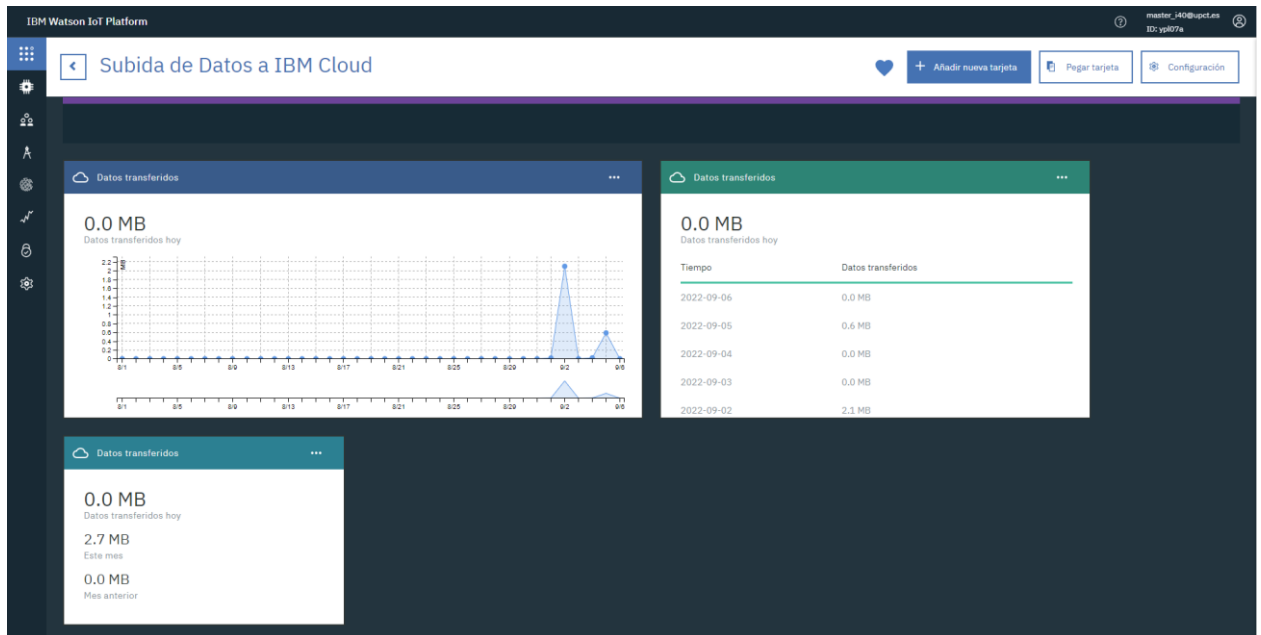 IBM Watson IoT Platform
master_i40@upct.es
ID: ypl07a
Subida de Datos a IBM Cloud
+ Añadir nueva tarjeta
Pegar tarjeta
Configuración
Datos transferidos
0.0 MB
Datos transferidos hoy
MB
2.2
2
1.8
1.6
1.4
1.2
1
0.8
0.6
0.4
0.2
0
8/1 8/5 8/9 8/13 8/17 8/21 8/25 8/29 9/2 9/6
8/1 8/5 8/9 8/13 8/17 8/21 8/25 8/29 9/2 9/6
Datos transferidos
0.0 MB
Datos transferidos hoy
Tiempo Datos transferidos
2022-09-06 0.0 MB
2022-09-05 0.6 MB
2022-09-04 0.0 MB
2022-09-03 0.0 MB
2022-09-02 2.1 MB
Datos transferidos
0.0 MB
Datos transferidos hoy
2.7 MB
Este mes
0.0 MB
Mes anterior